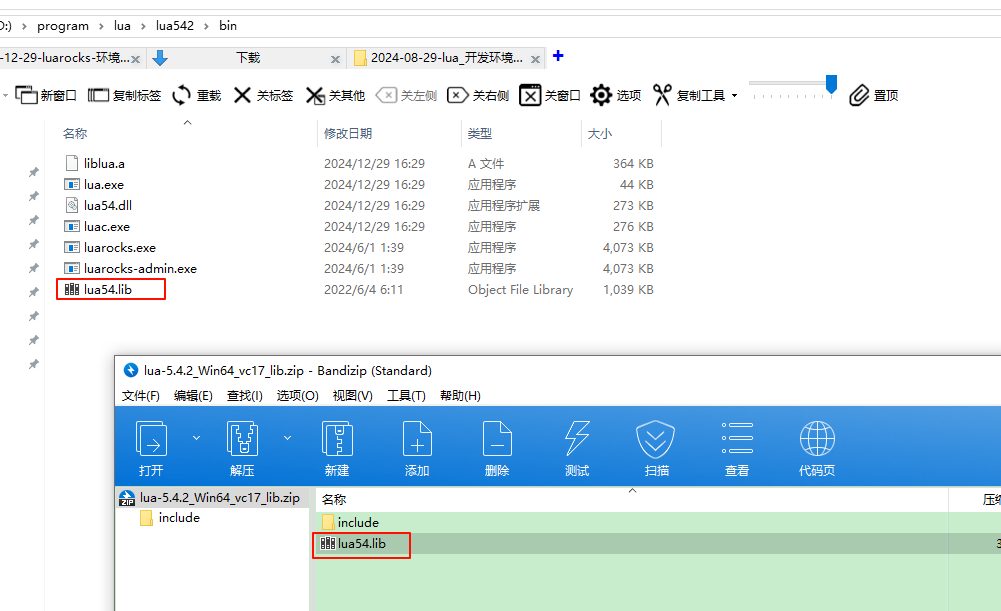 D:) > program > lua > lua542 > bin
-12-29-luarocks-环境... × 下载 × 2024-08-29-lua_开发环境... × +
新窗口 复制标签 重载 关标签 关其他 关左侧 关右侧 关窗口 选项 复制工具 置顶
名称 修改日期 类型 大小
liblua.a 2024/12/29 16:29 A 文件 364 KB
lua.exe 2024/12/29 16:29 应用程序 44 KB
lua54.dll 2024/12/29 16:29 应用程序扩展 273 KB
luac.exe 2024/12/29 16:29 应用程序 276 KB
luarocks.exe 2024/6/1 1:39 应用程序 4,073 KB
luarocks-admin.exe 2024/6/1 1:39 应用程序 4,073 KB
lua54.lib 2022/6/4 6:11 Object File Library 1,039 KB
lua-5.4.2_Win64_vc17_lib.zip - Bandizip (Standard)
文件(F) 编辑(E) 查找(I) 选项(O) 视图(V) 工具(T) 帮助(H)
打开 解压 新建 添加 删除 测试 扫描 查看 代码页
ZIP lua-5.4.2_Win64_vc17_lib.zip 名称 压缩
include include
lua54.lib 3